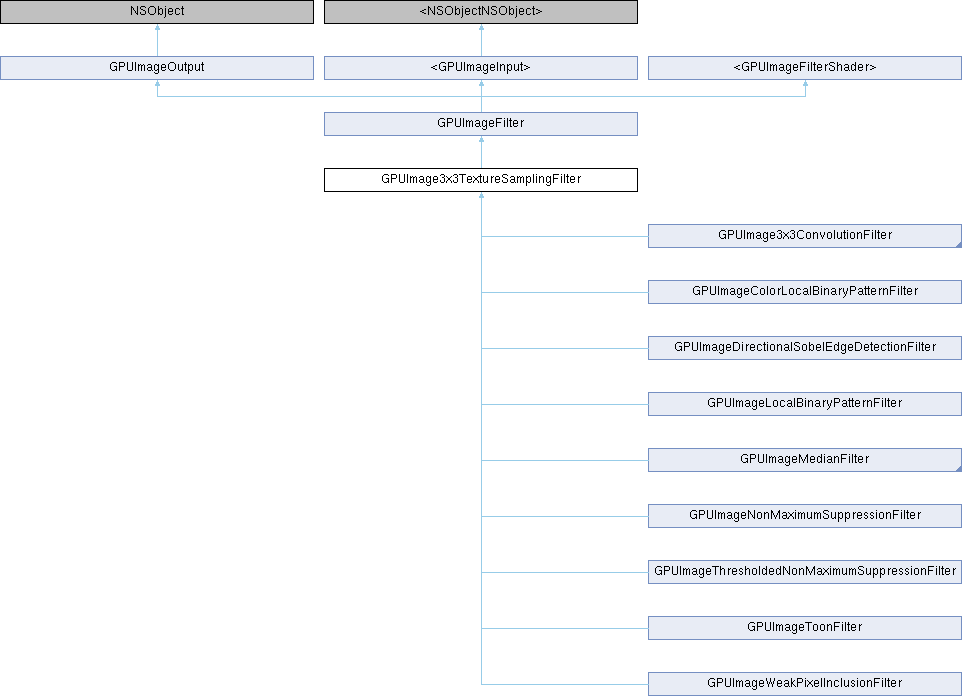 NSObject
<NSObjectNSObject>
GPUImageOutput
<GPUImageInput>
<GPUImageFilterShader>
GPUImageFilter
GPUImage3x3TextureSamplingFilter
GPUImage3x3ConvolutionFilter
GPUImageColorLocalBinaryPatternFilter
GPUImageDirectionalSobelEdgeDetectionFilter
GPUImageLocalBinaryPatternFilter
GPUImageMedianFilter
GPUImageNonMaximumSuppressionFilter
GPUImageThresholdedNonMaximumSuppressionFilter
GPUImageToonFilter
GPUImageWeakPixelInclusionFilter